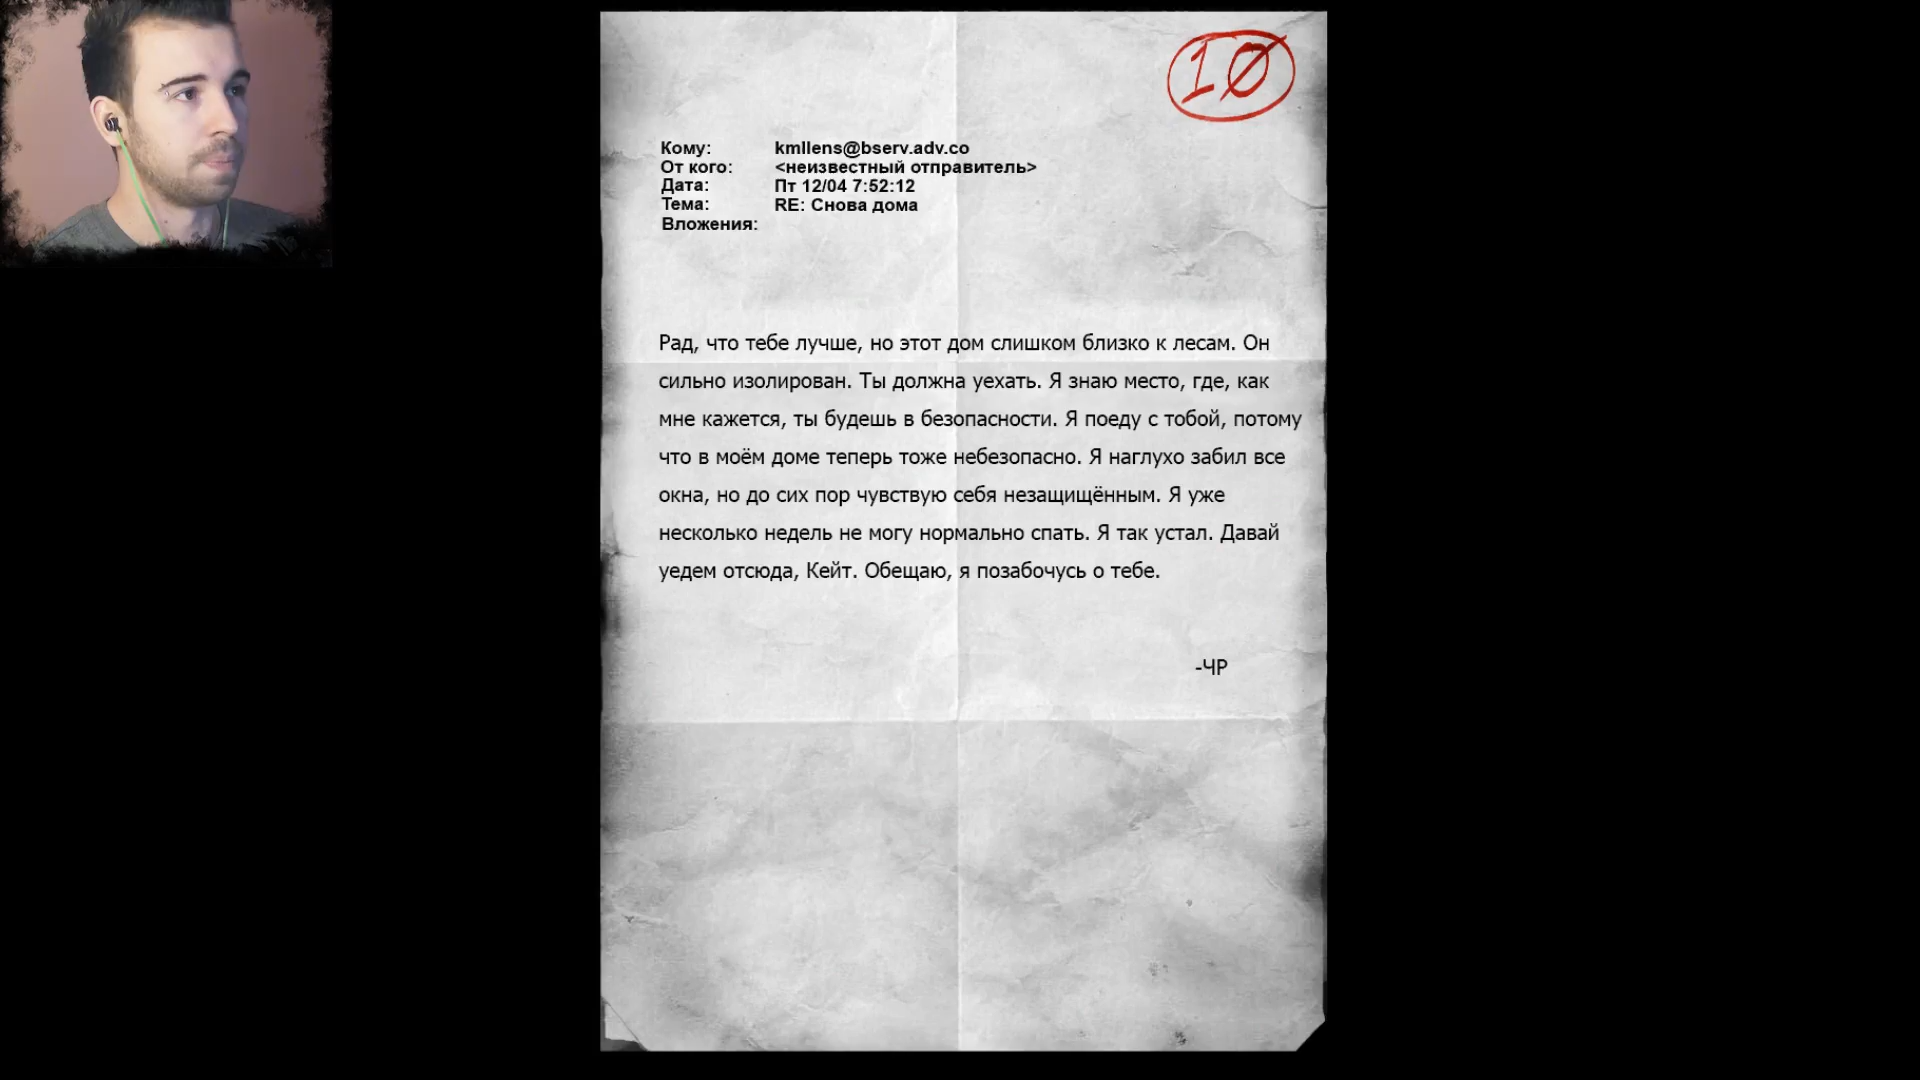 10
Кому: kmllens@bserv.adv.co
От кого: <неизвестный отправитель>
Дата: Пт 12/04 7:52:12
Тема: RE: Снова дома
Вложения:
Рад, что тебе лучше, но этот дом слишком близко к лесам. Он
сильно изолирован. Ты должна уехать. Я знаю место, где, как
мне кажется, ты будешь в безопасности. Я поеду с тобой, потому
что в моём доме теперь тоже небезопасно. Я наглухо забил все
окна, но до сих пор чувствую себя незащищённым. Я уже
несколько недель не могу нормально спать. Я так устал. Давай
уедем отсюда, Кейт. Обещаю, я позабочусь о тебе.
-ЧР